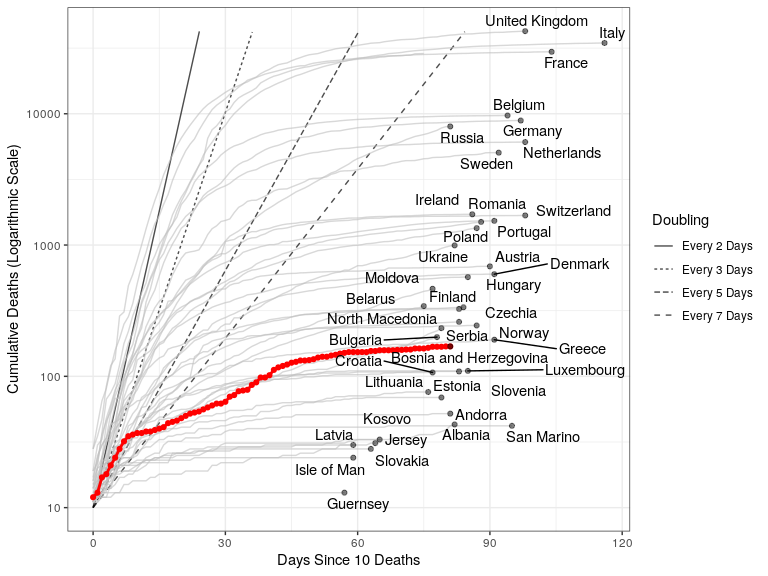 United Kingdom
Italy
France
Belgium
Germany
Russia
Netherlands
Sweden
Ireland
Romania
Switzerland
Poland
Portugal
Ukraine
Austria
Denmark
Moldova
Hungary
Belarus
Finland
North Macedonia
Czechia
Bulgaria
Serbia
Norway
Greece
Croatia
Bosnia and Herzegovina
Luxembourg
Lithuania
Estonia
Slovenia
Kosovo
Andorra
Latvia
Jersey
Albania
San Marino
Isle of Man
Slovakia
Guernsey
10000
1000
100
10
0
30
60
90
120
Days Since 10 Deaths
Cumulative Deaths (Logarithmic Scale)
Doubling
Every 2 Days
Every 3 Days
Every 5 Days
Every 7 Days